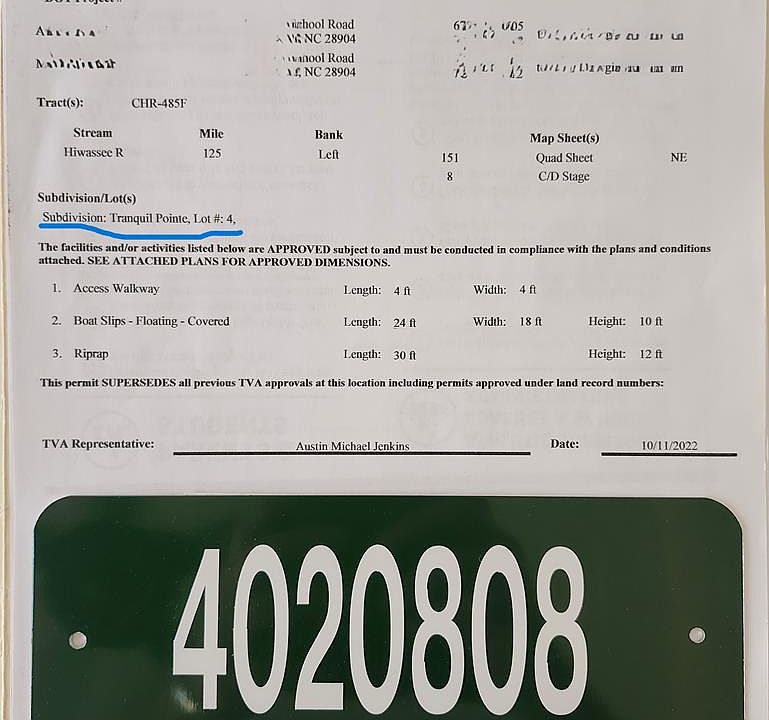 NC 28904
NC 28904
Tract(s): CHR-485F
Stream Mile Bank Map Sheet(s)
Hiwassee R 125 Left 151 Quad Sheet NE
8 C/D Stage
Subdivision/Lot(s)
Subdivision: Tranquil Pointe, Lot #: 4,
The facilities and/or activities listed below are APPROVED subject to and must be conducted in compliance with the plans and conditions
attached. SEE ATTACHED PLANS FOR APPROVED DIMENSIONS.
1. Access Walkway Length: 4 ft Width: 4 ft
2. Boat Slips - Floating - Covered Length: 24 ft Width: 18 ft Height: 10 ft
3. Riprap Length: 30 ft Height: 12 ft
This permit SUPERSEDES all previous TVA approvals at this location including permits approved under land record numbers:
TVA Representative: Austin Michael Jenkins Date: 10/11/2022
4020808